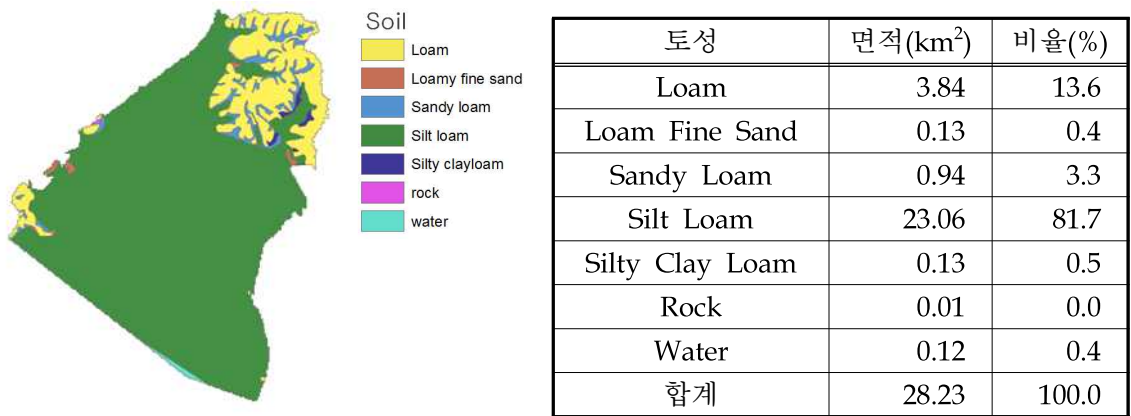 Soil
Loam
Loamy fine sand
Sandy loam
Silt loam
Silty clayloam
rock
water
토성 면적(km²) 비율(%)
Loam 3.84 13.6
Loam Fine Sand 0.13 0.4
Sandy Loam 0.94 3.3
Silt Loam 23.06 81.7
Silty Clay Loam 0.13 0.5
Rock 0.01 0.0
Water 0.12 0.4
합계 28.23 100.0